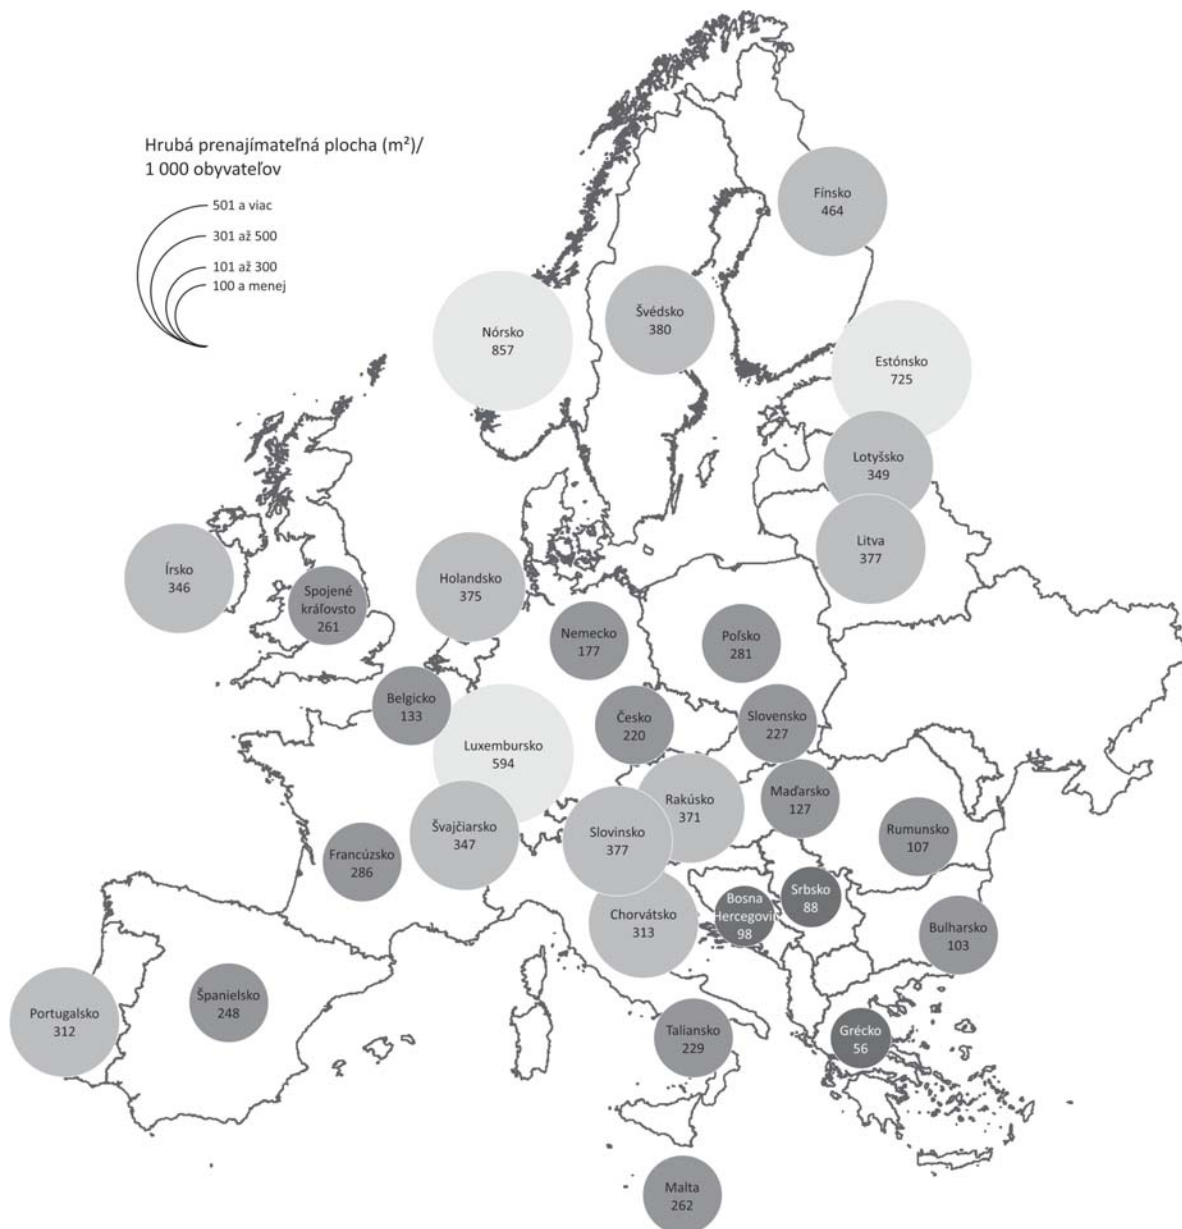 Hrubá prenajímateľná plocha (m²)/
1 000 obyvateľov
501 a viac
301 až 500
101 až 300
100 a menej
Fínsko
464
Švédsko
380
Nórsko
857
Estónsko
725
Lotyšsko
349
Litva
377
Írsko
346
Spojené
kráľovsto
261
Holandsko
375
Nemecko
177
Poľsko
281
Belgicko
133
Česko
220
Slovensko
227
Luxembursko
594
Maďarsko
127
Rakúsko
371
Švajčiarsko
347
Slovinsko
377
Rumunsko
107
Francúzsko
286
Srbsko
88
Bosna
Hercegovi
98
Chorvátsko
313
Bulharsko
103
Španielsko
248
Portugalsko
312
Taliansko
229
Grécko
56
Malta
262